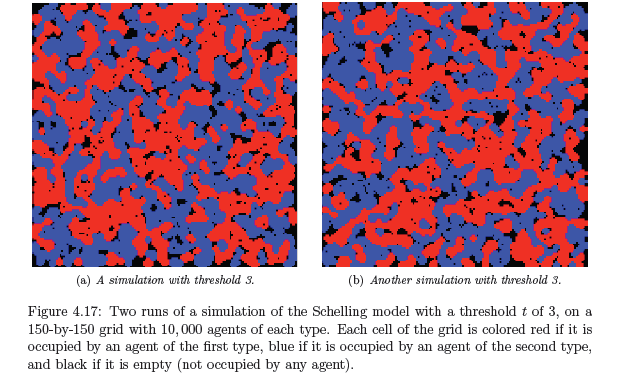 (a) A simulation with threshold 3.
(b) Another simulation with threshold 3.
Figure 4.17: Two runs of a simulation of the Schelling model with a threshold t of 3, on a
150-by-150 grid with 10,000 agents of each type. Each cell of the grid is colored red if it is
occupied by an agent of the first type, blue if it is occupied by an agent of the second type,
and black if it is empty (not occupied by any agent).